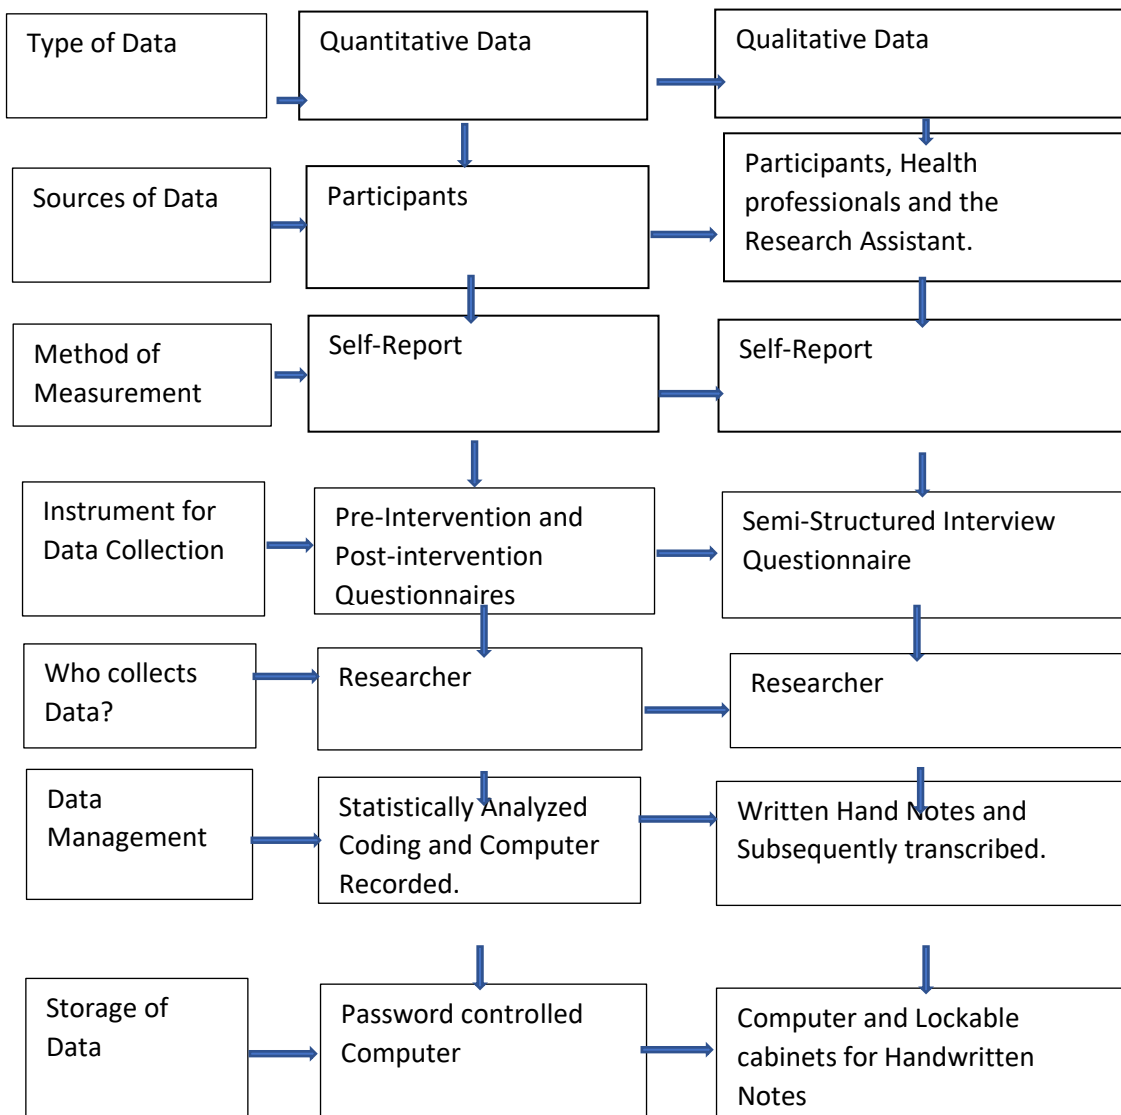 Type of Data
Quantitative Data
Qualitative Data
Sources of Data
Participants
Participants, Health
professionals and the
Research Assistant.
Method of
Measurement
Self-Report
Self-Report
Instrument for
Data Collection
Pre-Intervention and
Post-intervention
Questionnaires
Semi-Structured Interview
Questionnaire
Who collects
Data?
Researcher
Researcher
Data
Management
Statistically Analyzed
Coding and Computer
Recorded.
Written Hand Notes and
Subsequently transcribed.
Storage of
Data
Password controlled
Computer
Computer and Lockable
cabinets for Handwritten
Notes